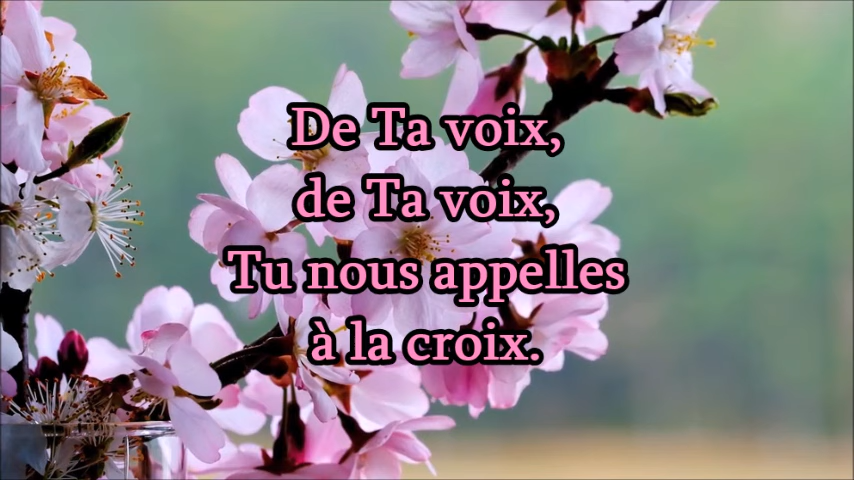 De Ta voix,
de Ta voix,
Tu nous appelles
à la croix.